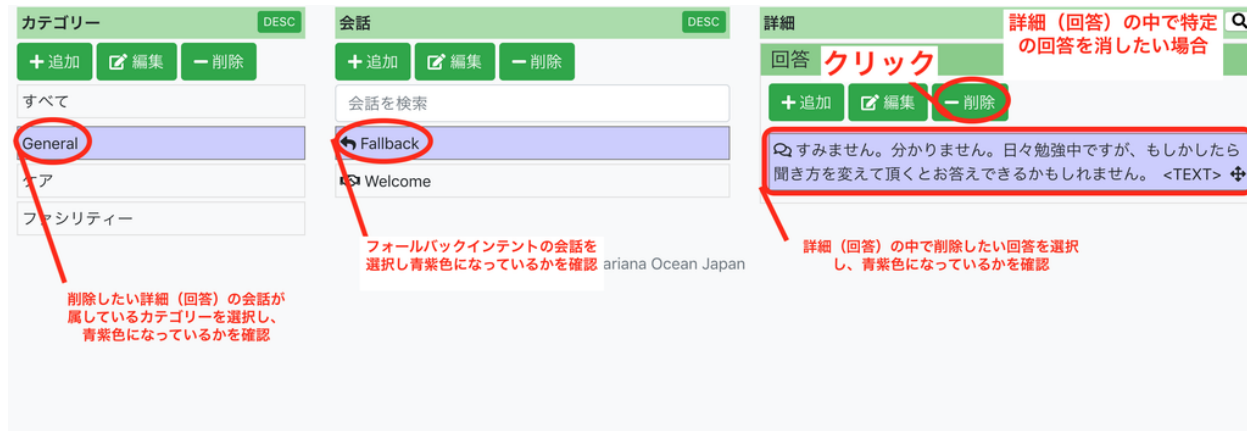 カテゴリー DESC
追加 編集 削除
すべて
General
ケア
ファシリティー
削除したい詳細（回答）の会話が
属しているカテゴリーを選択し、
青紫色になっているかを確認
会話 DESC
追加 編集 削除
会話を検索
Fallback
Welcome
フォールバックインテントの会話を
選択し青紫色になっているかを確認
ariana Ocean Japan
詳細
詳細（回答）の中で特定
の回答を消したい場合
回答
クリック
追加 編集 削除
すみません。分かりません。日々勉強中ですが、もしかしたら
聞き方を変えて頂くとお答えできるかもしれません。 <TEXT>
詳細（回答）の中で削除したい回答を選択
し、青紫色になっているかを確認